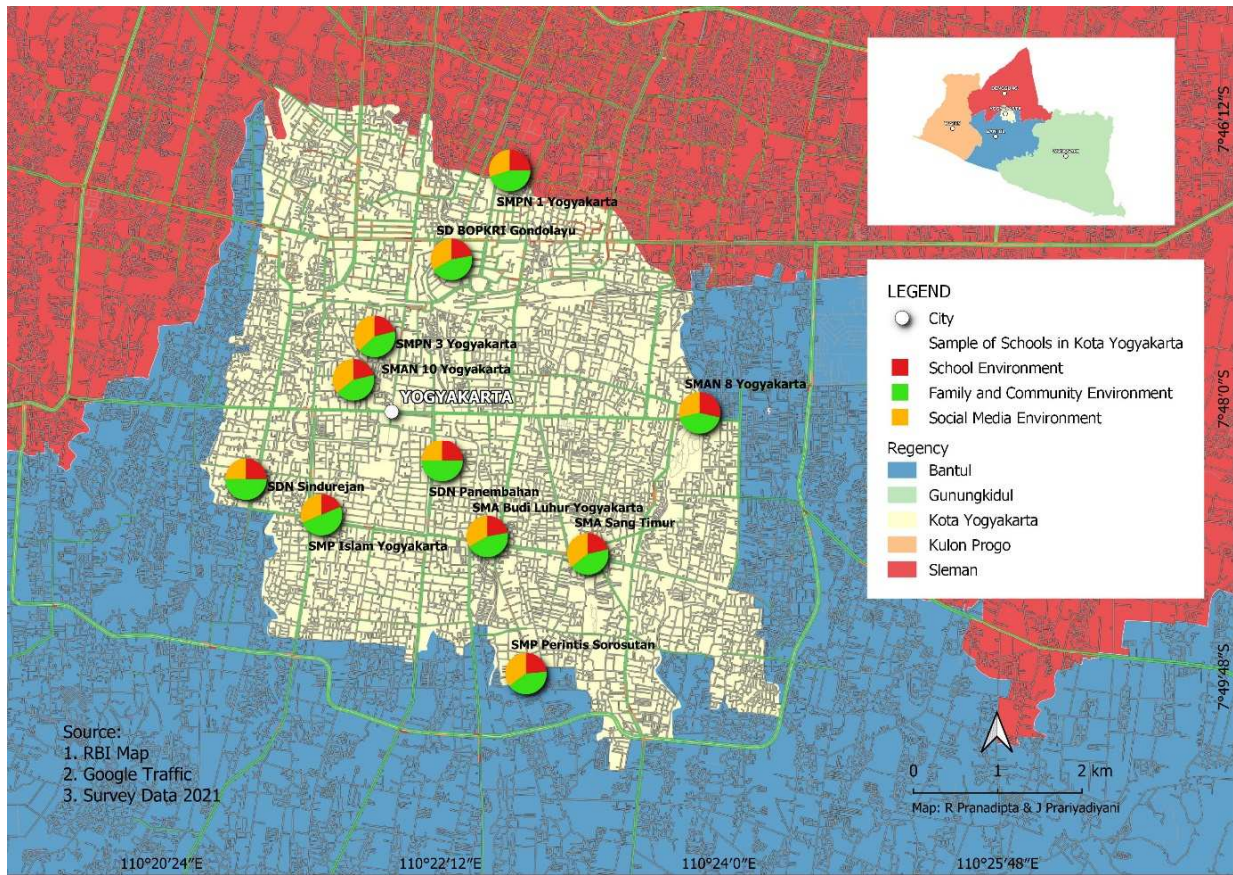 SMPN 1 Yogyakarta
SD BOPKRI Gondolayu
SMPN 3 Yogyakarta
SMAN 10 Yogyakarta
YOGYAKARTA
SMAN 8 Yogyakarta
SDN Sindurejan
SDN Panembahan
SMA Budi Luhur Yogyakarta
SMP Islam Yogyakarta
SMA Sang Timur
SMP Perintis Sorosutan
LEGEND
City
Sample of Schools in Kota Yogyakarta
School Environment
Family and Community Environment
Social Media Environment
Regency
Bantul
Gunungkidul
Kota Yogyakarta
Kulon Progo
Sleman
7°46'12"S
7°48'0"S
7°49'48"S
Source:
1. RBI Map
2. Google Traffic
3. Survey Data 2021
0 1 2 km
Map: R Pranadipta & J Prariyadiyani
110°20'24"E
110°22'12"E
110°24'0"E
110°25'48"E